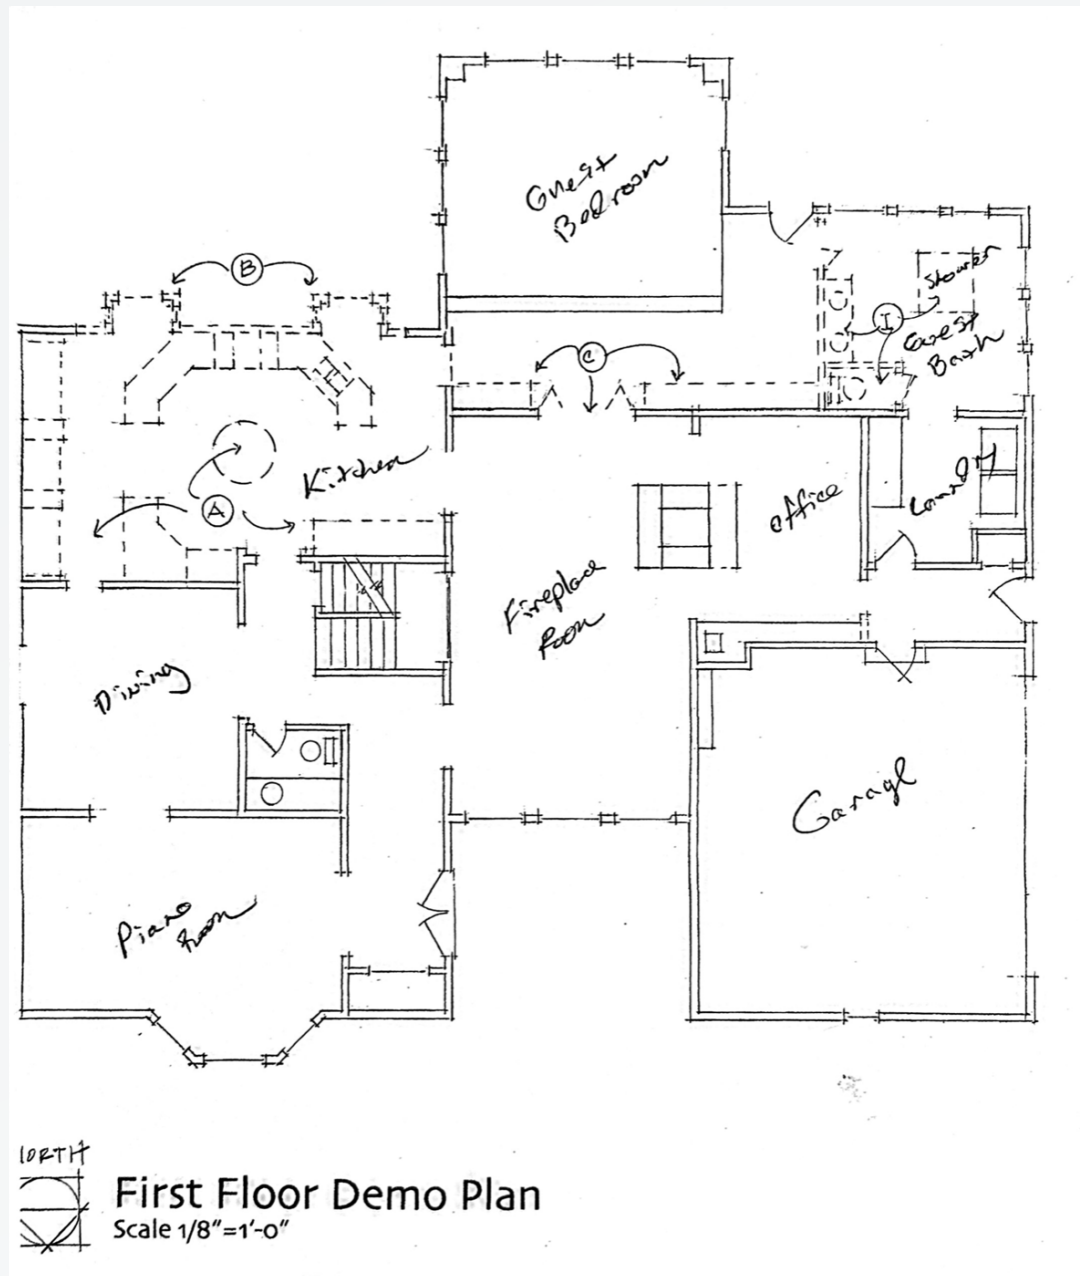 Guest
Bedroom
B
Shower
I
Guest
Bath
C
Kitchen
Laundry
A
Office
Fireplace
Room
Dining
Garage
Piano
Room
NORTH
First Floor Demo Plan
Scale 1/8"=1'-0"